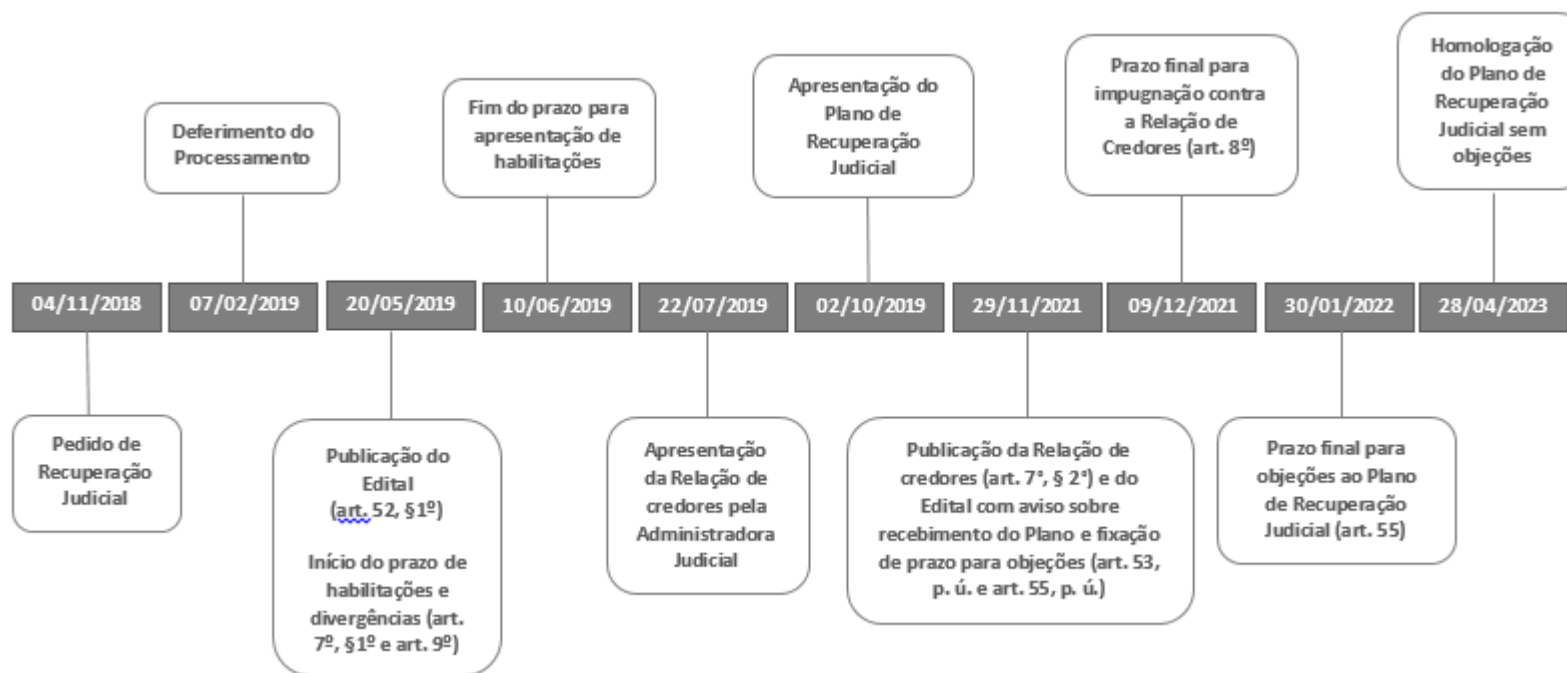 Deferimento do
Processamento
Fim do prazo para
apresentação de
habilitações
Apresentação do
Plano de
Recuperação
Judicial
Prazo final para
impugnação contra
a Relação de
Credores (art. 8º)
Homologação
do Plano de
Recuperação
Judicial sem
objeções
04/11/2018
07/02/2019
20/05/2019
10/06/2019
22/07/2019
02/10/2019
29/11/2021
09/12/2021
30/01/2022
28/04/2023
Pedido de
Recuperação
Judicial
Publicação do
Edital
(art. 52, §1º)
Início do prazo de
habilitações e
divergências (art.
7º, §1º e art. 9º)
Apresentação
da Relação de
credores pela
Administradora
Judicial
Publicação da Relação de
credores (art. 7°, § 2°) e do
Edital com aviso sobre
recebimento do Plano e fixação
de prazo para objeções (art. 53,
p. ú. e art. 55, p. ú.)
Prazo final para
objeções ao Plano
de Recuperação
Judicial (art. 55)